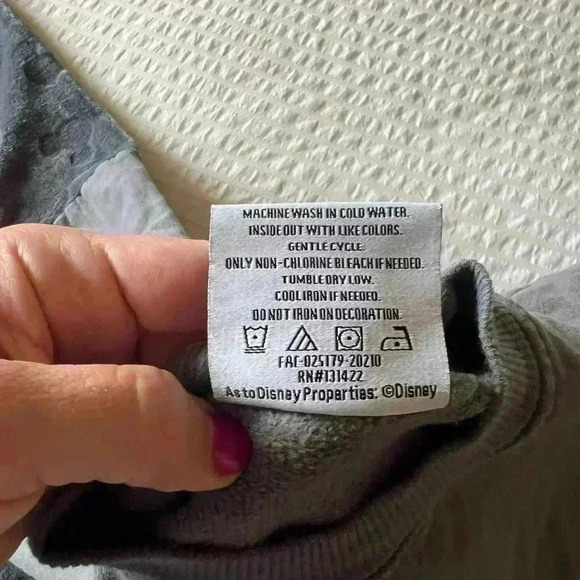 MACHINE WASH IN COLD WATER.
INSIDE OUT WITH LIKE COLORS.
GENTLE CYCLE.
ONLY NON-CHLORINE BLEACH IF NEEDED.
TUMBLE DRY LOW.
COOL IRON IF NEEDED.
DO NOT IRON ON DECORATION.
FAC-025179-20210
RN#131422
As to Disney Properties: ©Disney